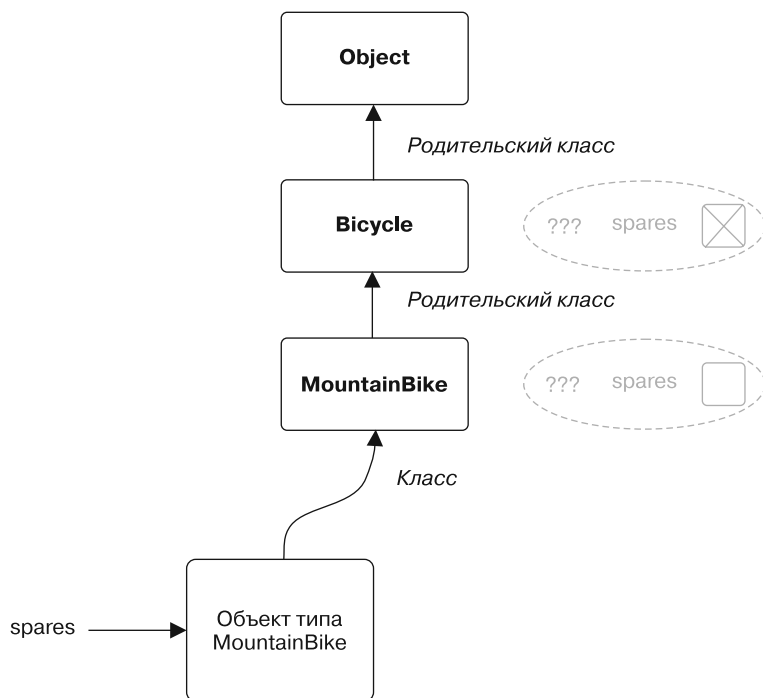 Object
Родительский класс
Bicycle
??? spares
Родительский класс
MountainBike
??? spares
Класс
spares
Объект типа
MountainBike